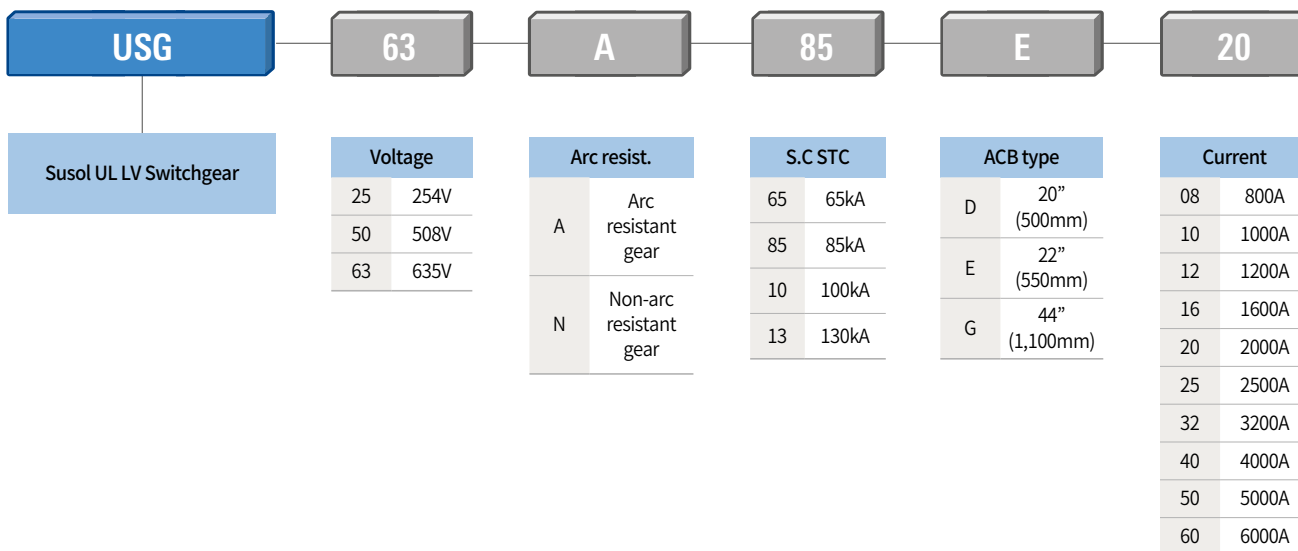 USG
63
A
85
E
20
Susol UL LV Switchgear
Voltage
25 254V
50 508V
63 635V
Arc resist.
A Arc
resistant
gear
N Non-arc
resistant
gear
S.C STC
65 65kA
85 85kA
10 100kA
13 130kA
ACB type
D 20”
(500mm)
E 22”
(550mm)
G 44”
(1,100mm)
Current
08 800A
10 1000A
12 1200A
16 1600A
20 2000A
25 2500A
32 3200A
40 4000A
50 5000A
60 6000A